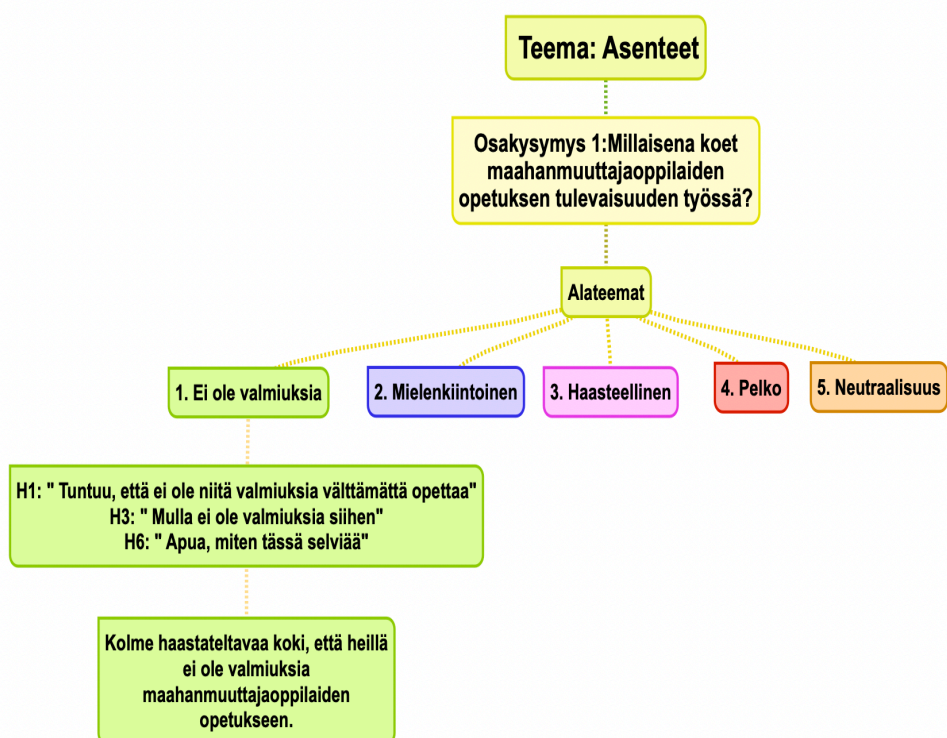 Teema: Asenteet
Osakysymys 1:Millaisena koet
maahanmuuttajaoppilaiden
opetuksen tulevaisuuden työssä?
Alateemat
1. Ei ole valmiuksia
2. Mielenkiintoinen
3. Haasteellinen
4. Pelko
5. Neutraalisuus
H1: " Tuntuu, että ei ole niitä valmiuksia välttämättä opettaa"
H3: " Mulla ei ole valmiuksia siihen"
H6: " Apua, miten tässä selviää"
Kolme haastateltavaa koki, että heillä
ei ole valmiuksia
maahanmuuttajaoppilaiden
opetukseen.